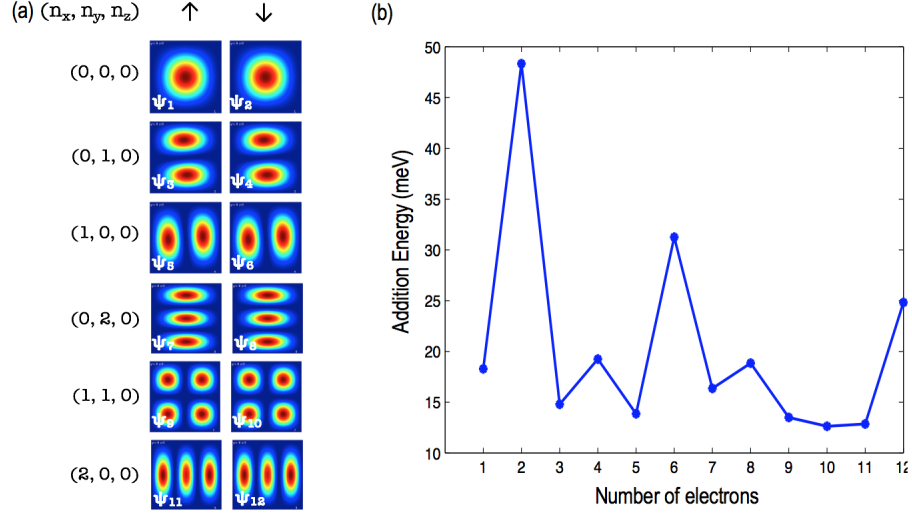 (a) (nx, ny, nz) ↑ ↓
(0, 0, 0)
ψ1 ψ2
(0, 1, 0)
ψ3 ψ4
(1, 0, 0)
ψ5 ψ6
(0, 2, 0)
ψ7 ψ8
(1, 1, 0)
ψ9 ψ10
(2, 0, 0)
ψ11 ψ12
(b)
Addition Energy (meV)
50
45
40
35
30
25
20
15
10
1 2 3 4 5 6 7 8 9 10 11 12
Number of electrons